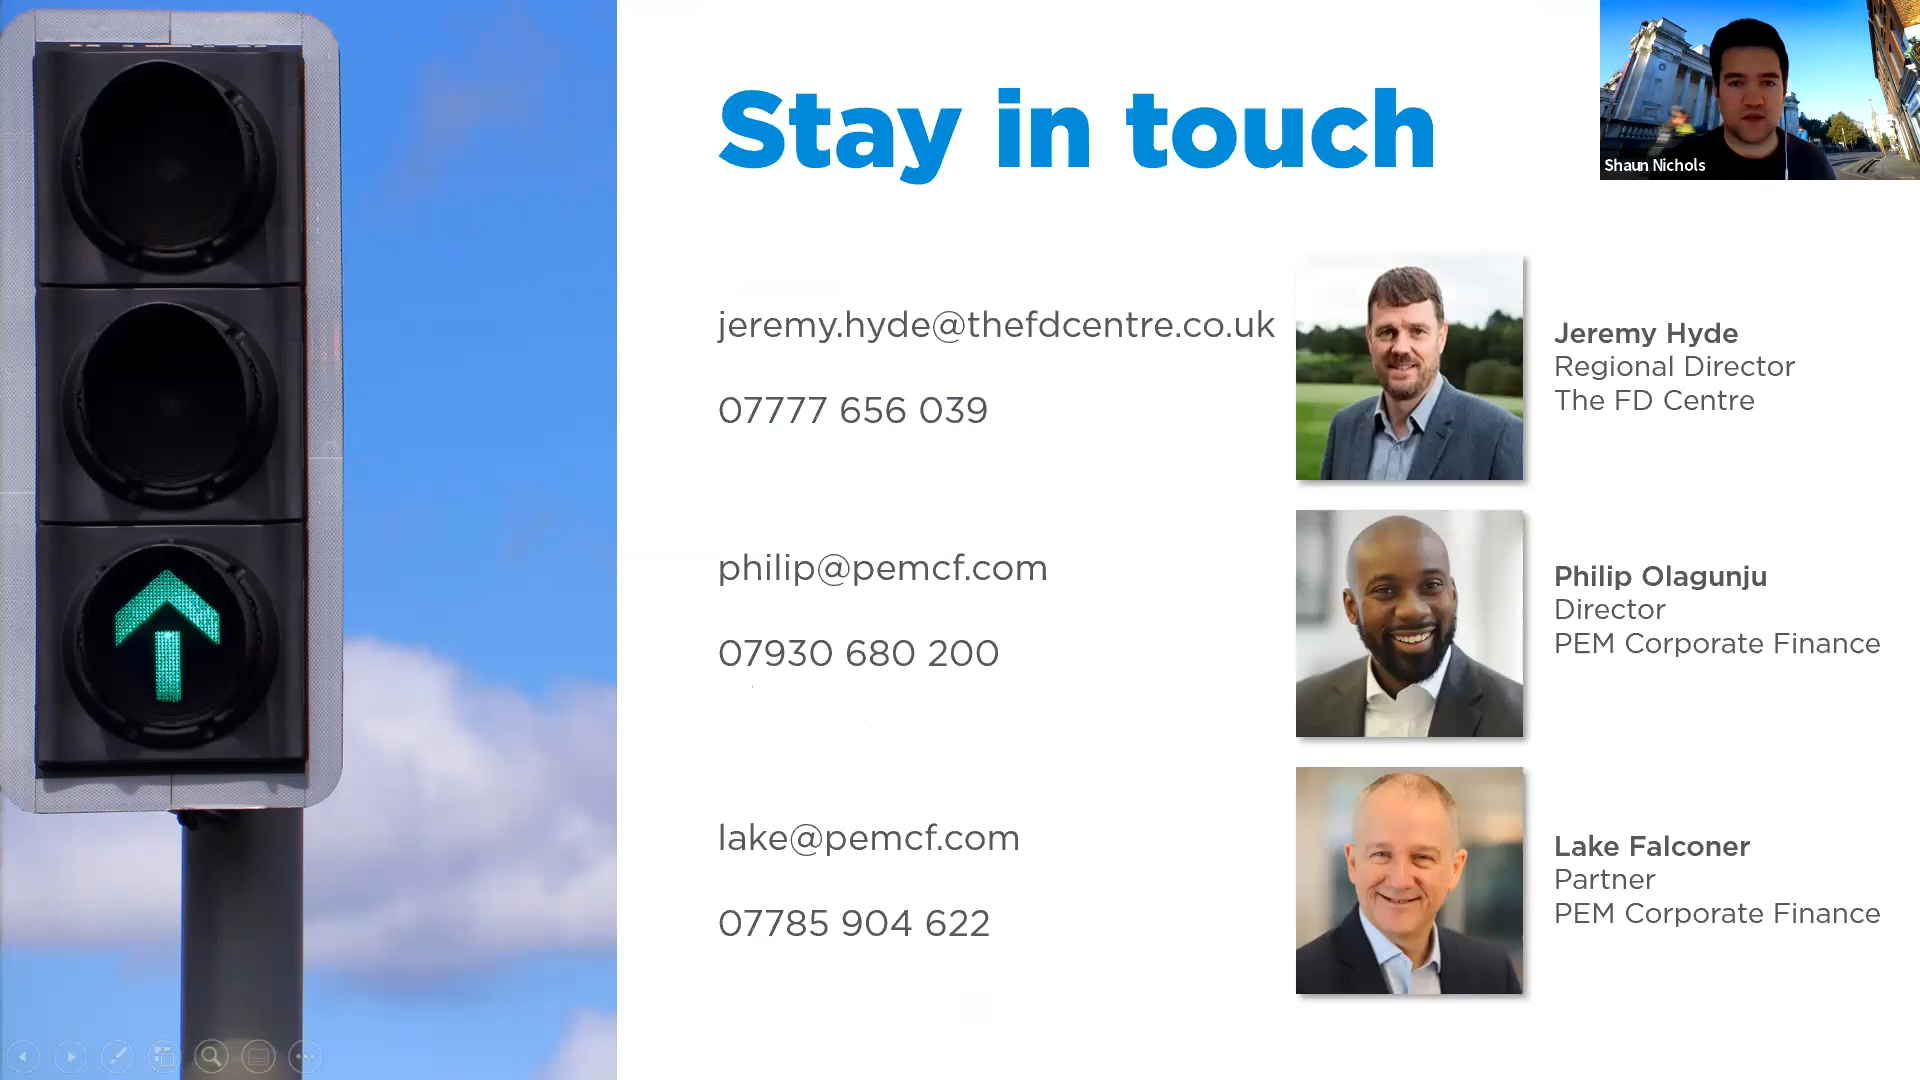 Stay in touch
Shaun Nichols
jeremy.hyde@thefdcentre.co.uk
07777 656 039
Jeremy Hyde
Regional Director
The FD Centre
philip@pemcf.com
07930 680 200
Philip Olagunju
Director
PEM Corporate Finance
lake@pemcf.com
07785 904 622
Lake Falconer
Partner
PEM Corporate Finance